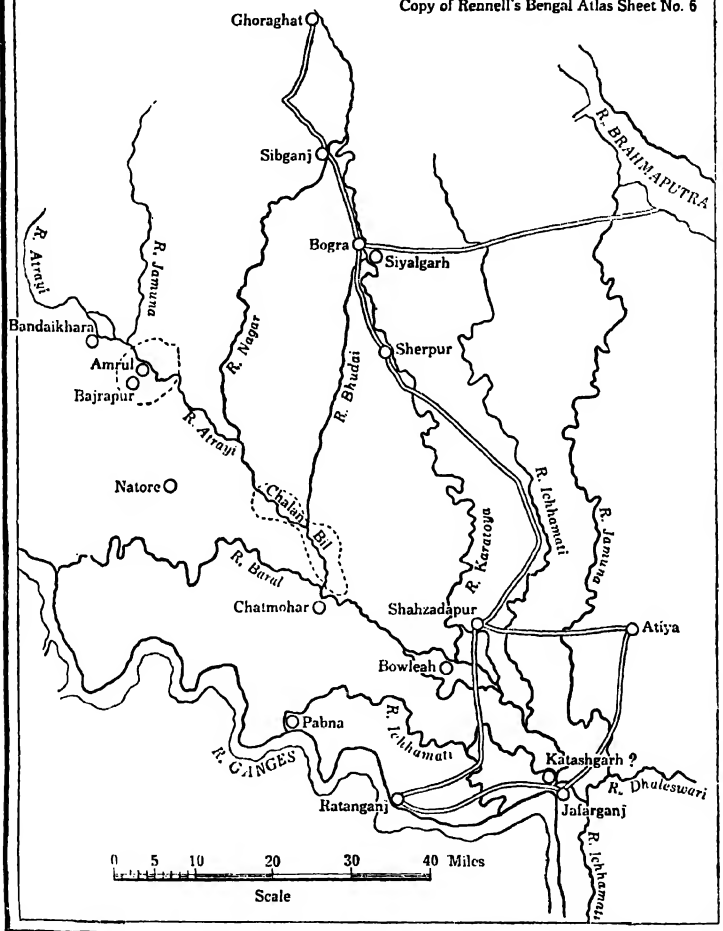 Copy of Rennell's Bengal Atlas Sheet No. 6
Ghoraghat
R. BRAHMAPUTRA
Sibganj
R. Atrayi
R. Jamuna
Bogra
Siyalgarh
Bandaikhara
R. Nagar
Sherpur
Amrul
Bajrapur
R. Bhudai
R. Atrayi
Natore
Chalan
Bil
R. Karatoya
R. Ichhamati
R. Jamuna
R. Baral
Chatmohar
Shahzadapur
Atiya
Bowleah
Pabna
R. Ichhamati
R. GANGES
Katashgarh ?
R. Dhaleswari
Ratanganj
Jafarganj
R. Ichhamati
0 5 10 20 30 40 Miles
Scale